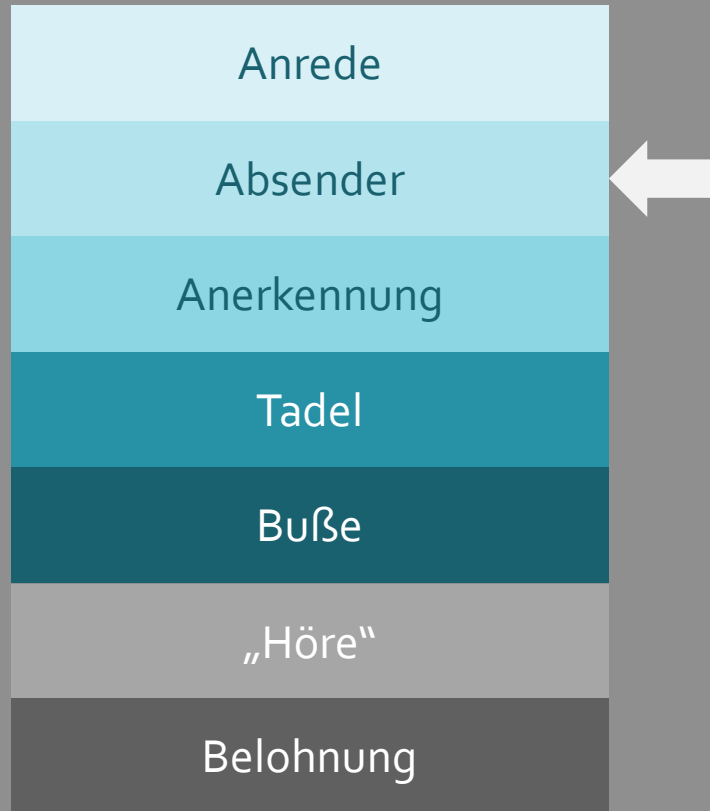 Anrede
Absender
Anerkennung
Tadel
Buße
„Höre“
Belohnung